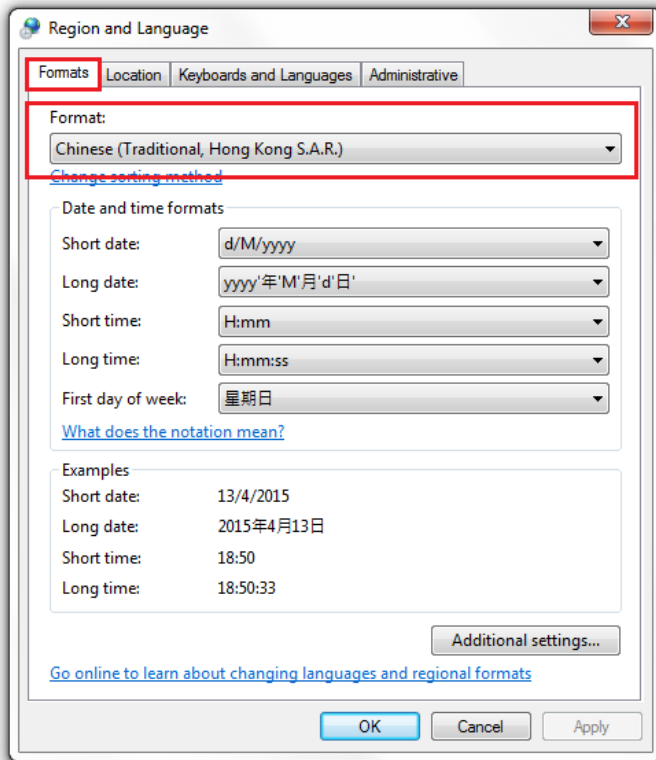 Region and Language
Formats Location Keyboards and Languages Administrative
Format:
Chinese (Traditional, Hong Kong S.A.R.)
Change sorting method
Date and time formats
Short date: d/M/yyyy
Long date: yyyy'年'M'月'd'日'
Short time: H:mm
Long time: H:mm:ss
First day of week: 星期日
What does the notation mean?
Examples
Short date: 13/4/2015
Long date: 2015年4月13日
Short time: 18:50
Long time: 18:50:33
Additional settings...
Go online to learn about changing languages and regional formats
OK Cancel Apply